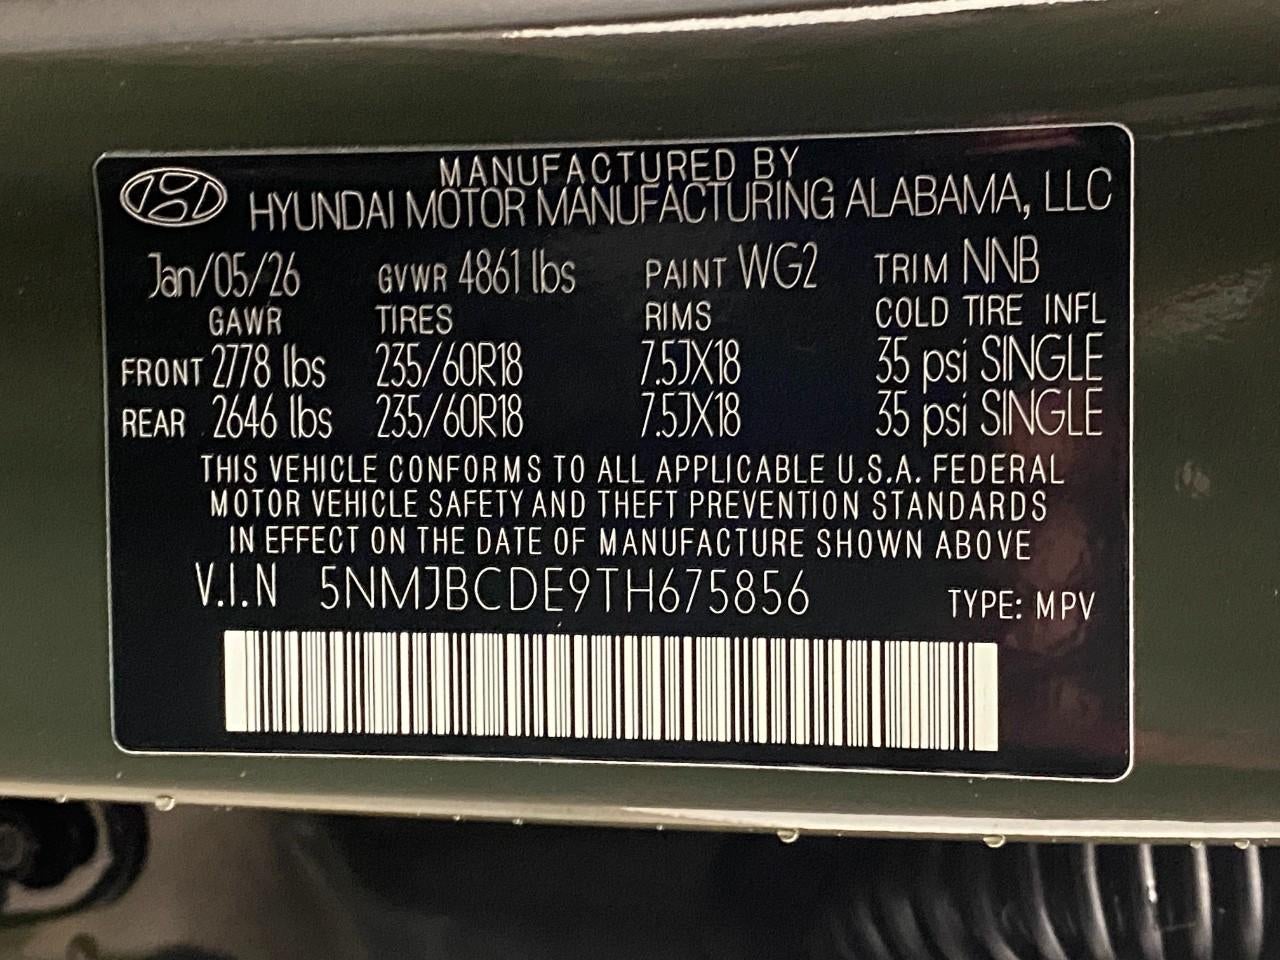 MANUFACTURED BY
HYUNDAI MOTOR MANUFACTURING ALABAMA, LLC
Jan/05/26 GVWR 4861 lbs PAINT WG2 TRIM NNB
GAWR TIRES RIMS COLD TIRE INFL
FRONT 2778 lbs 235/60R18 7.5JX18 35 psi SINGLE
REAR 2646 lbs 235/60R18 7.5JX18 35 psi SINGLE
THIS VEHICLE CONFORMS TO ALL APPLICABLE U.S.A. FEDERAL
MOTOR VEHICLE SAFETY AND THEFT PREVENTION STANDARDS
IN EFFECT ON THE DATE OF MANUFACTURE SHOWN ABOVE
V.I.N 5NMJBCDE9TH675856 TYPE: MPV